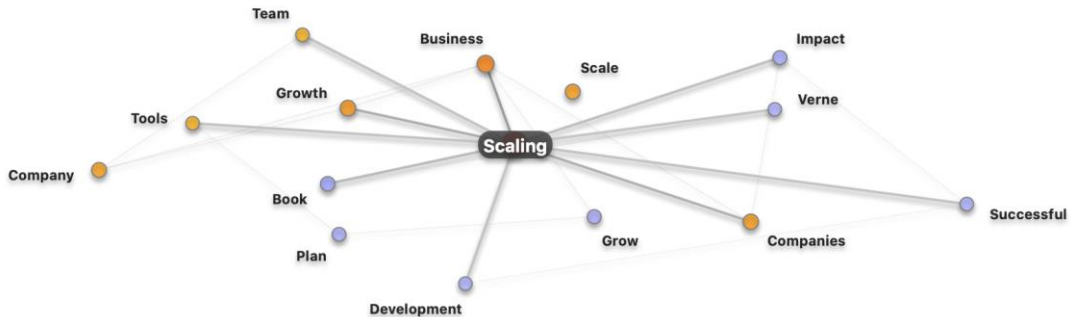 Team
Business
Impact
Scale
Growth
Verne
Tools
Scaling
Company
Book
Successful
Grow
Companies
Plan
Development